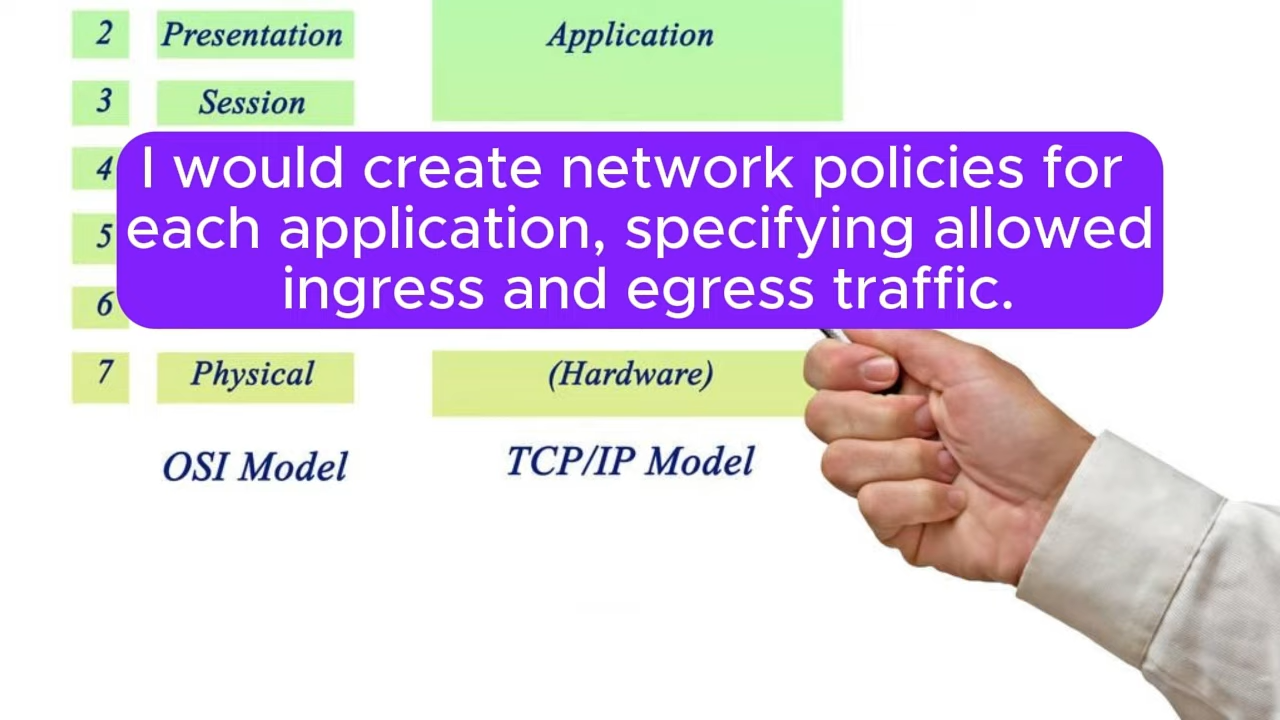 2 Presentation Application
3 Session
4
I would create network policies for
each application, specifying allowed
ingress and egress traffic.
5
6
7 Physical (Hardware)
OSI Model TCP/IP Model